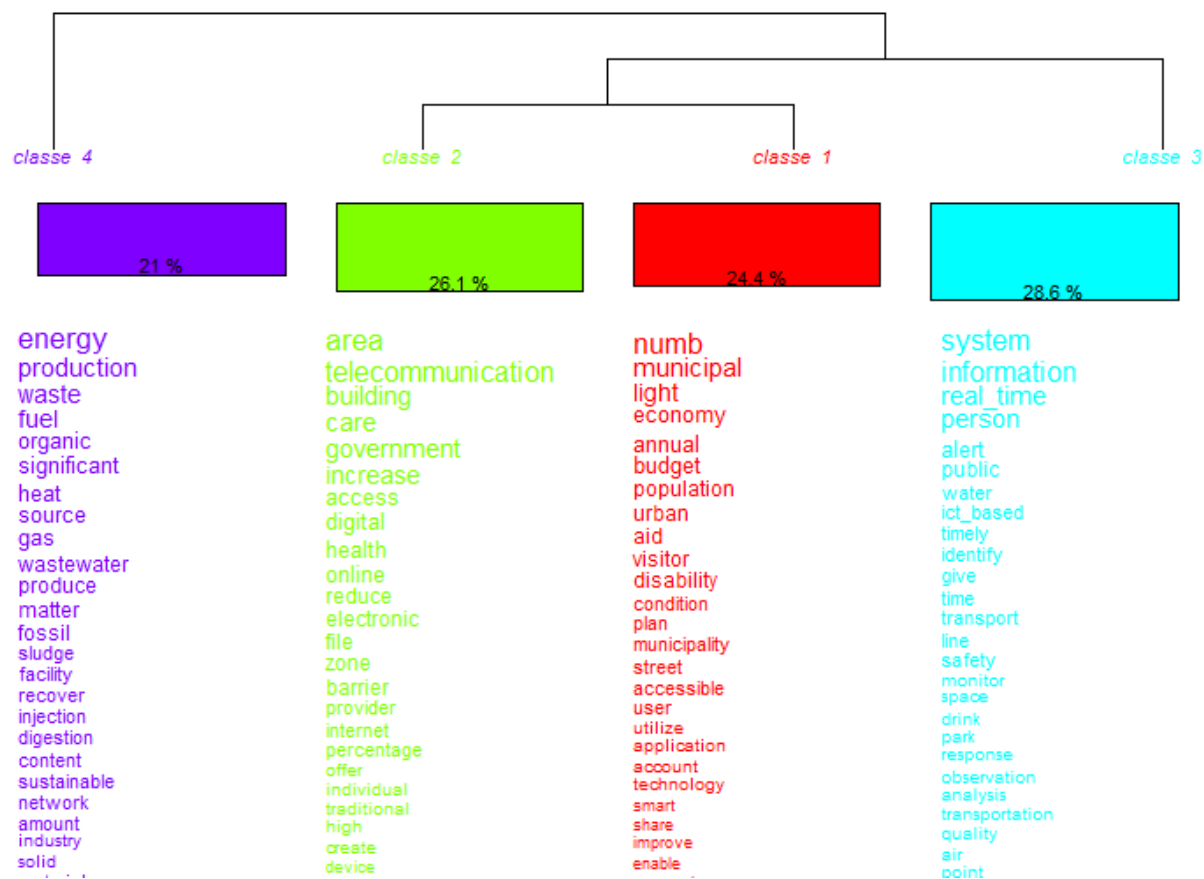 classe 4
classe 2
classe 1
classe 3
21 %
26.1 %
24.4 %
28.6 %
energy
production
waste
fuel
organic
significant
heat
source
gas
wastewater
produce
matter
fossil
sludge
facility
recover
injection
digestion
content
sustainable
network
amount
industry
solid
area
telecommunication
building
care
government
increase
access
digital
health
online
reduce
electronic
file
zone
barrier
provider
internet
percentage
offer
individual
traditional
high
create
device
numb
municipal
light
economy
annual
budget
population
urban
aid
visitor
disability
condition
plan
municipality
street
accessible
user
utilize
application
account
technology
smart
share
improve
enable
system
information
real_time
person
alert
public
water
ict_based
timely
identify
give
time
transport
line
safety
monitor
space
drink
park
response
observation
analysis
transportation
quality
air
point